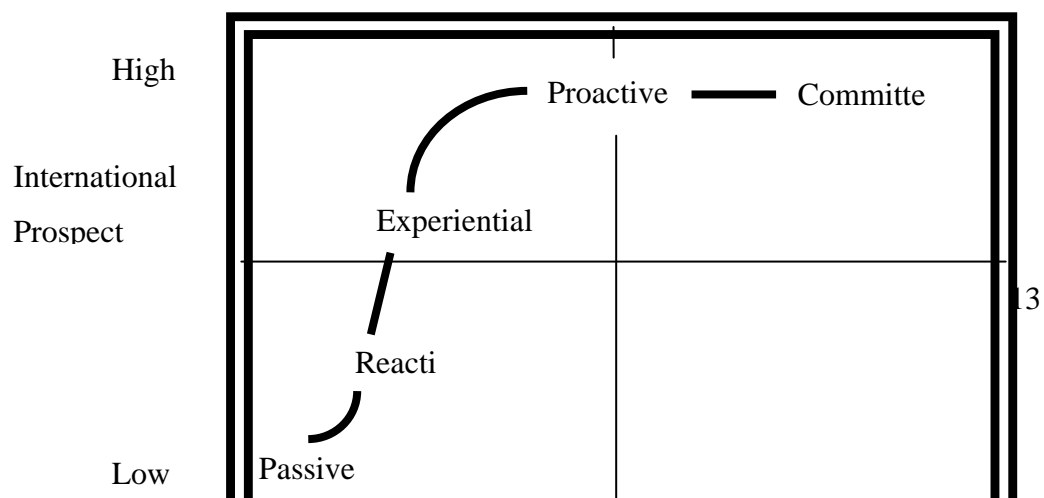 High
Proactive
Committe
International
Prospect
Experiential
13
Reacti
Low
Passive